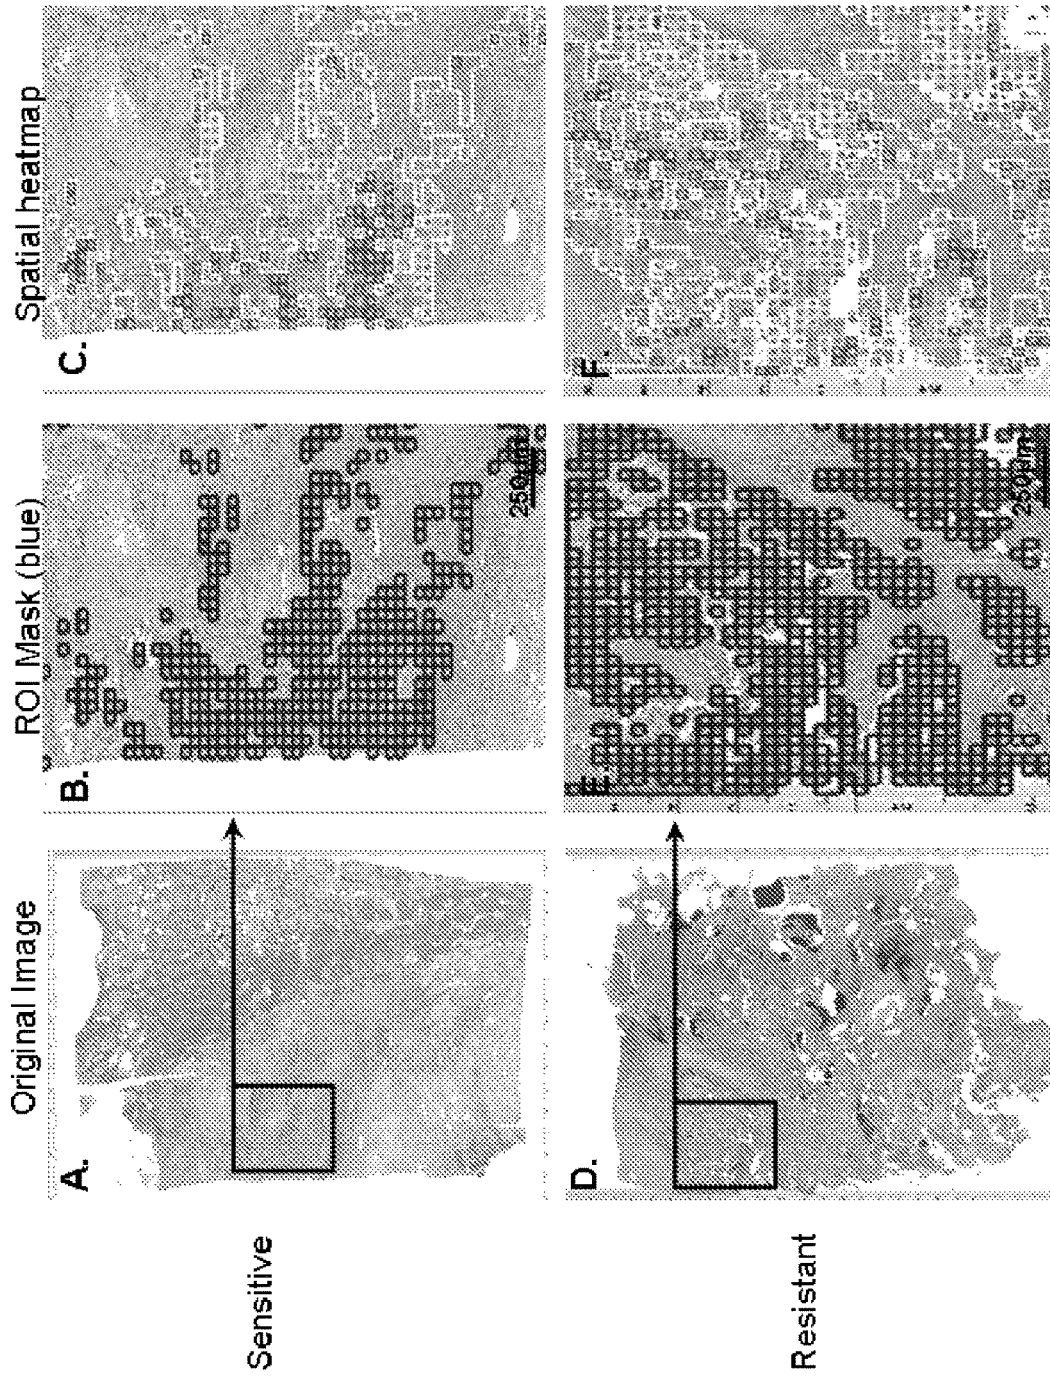 Original Image
ROI Mask (blue)
Spatial heatmap
Sensitive
A.
B.
250µm
C.
Resistant
D.
E.
250µm
F.